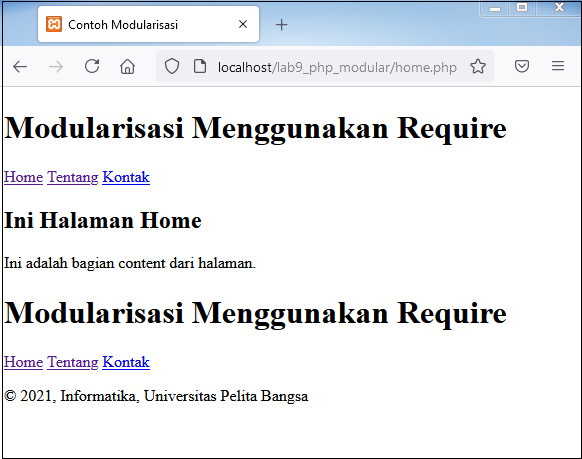 Contoh Modularisasi
localhost/lab9_php_modular/home.php
Modularisasi Menggunakan Require
Home Tentang Kontak
Ini Halaman Home
Ini adalah bagian content dari halaman.
Modularisasi Menggunakan Require
Home Tentang Kontak
© 2021, Informatika, Universitas Pelita Bangsa